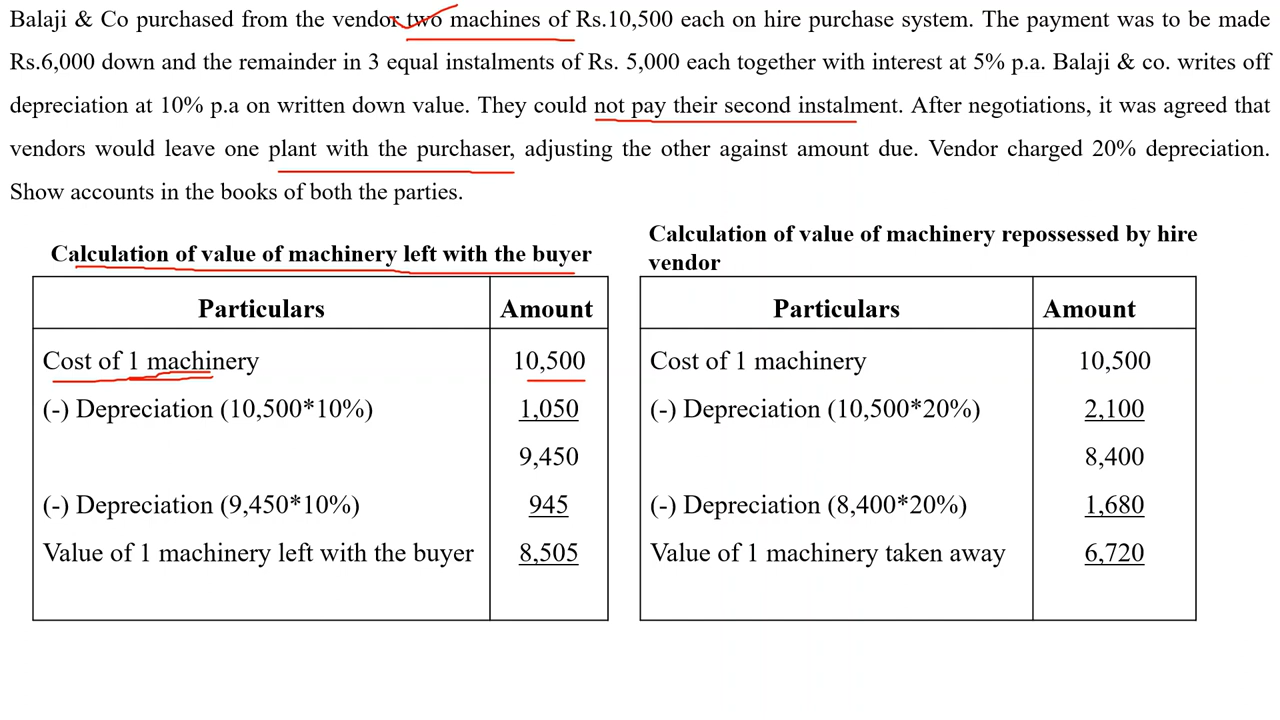 Balaji & Co purchased from the vendor two machines of Rs.10,500 each on hire purchase system. The payment was to be made
Rs.6,000 down and the remainder in 3 equal instalments of Rs. 5,000 each together with interest at 5% p.a. Balaji & co. writes off
depreciation at 10% p.a on written down value. They could not pay their second instalment. After negotiations, it was agreed that
vendors would leave one plant with the purchaser, adjusting the other against amount due. Vendor charged 20% depreciation.
Show accounts in the books of both the parties.
Calculation of value of machinery left with the buyer
Particulars Amount
Cost of 1 machinery 10,500
(-) Depreciation (10,500*10%) 1,050
9,450
(-) Depreciation (9,450*10%) 945
Value of 1 machinery left with the buyer 8,505
Calculation of value of machinery repossessed by hire
vendor
Particulars Amount
Cost of 1 machinery 10,500
(-) Depreciation (10,500*20%) 2,100
8,400
(-) Depreciation (8,400*20%) 1,680
Value of 1 machinery taken away 6,720